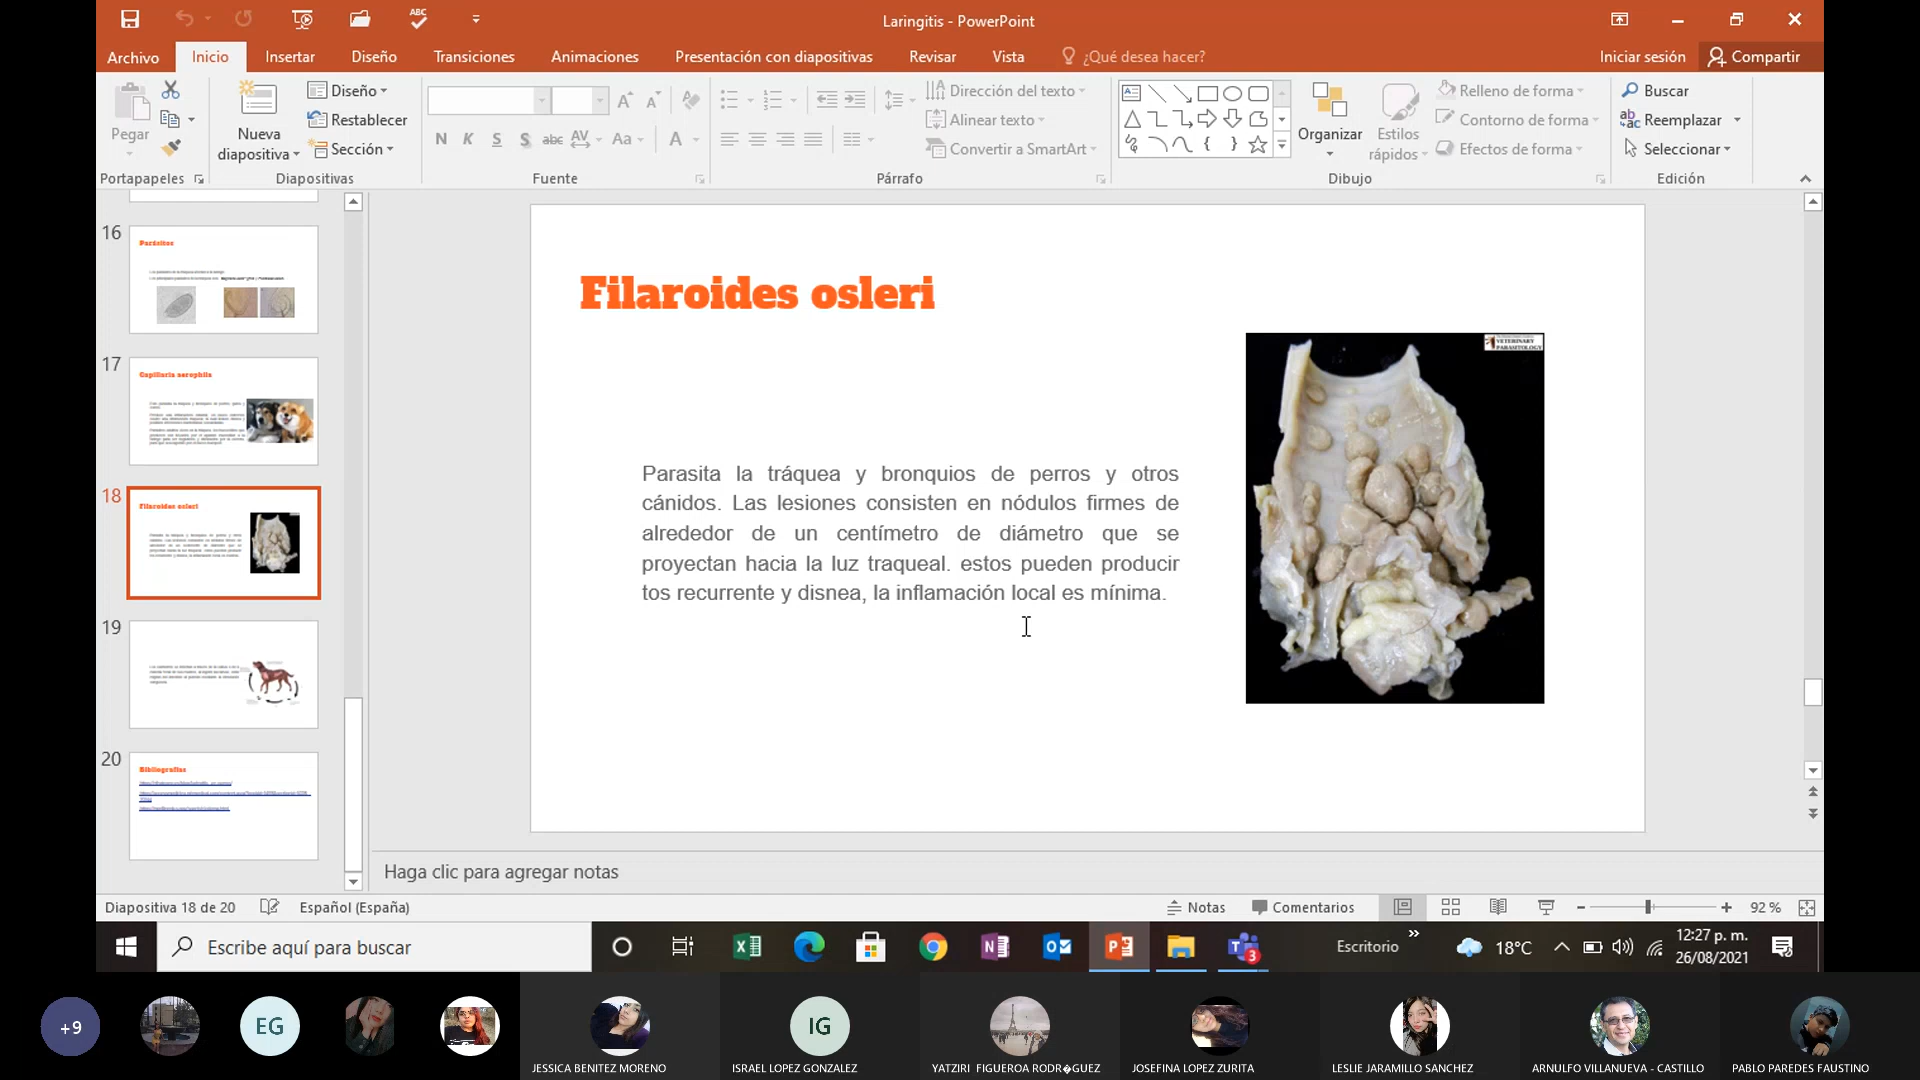 Laringitis - PowerPoint
Archivo Inicio Insertar Diseño Transiciones Animaciones Presentación con diapositivas Revisar Vista ¿Qué desea hacer? Iniciar sesión Compartir
Pegar
Portapapeles
Nueva
diapositiva
Diseño
Restablecer
Sección
Diapositivas
N K S S abc AV Aa A
Fuente
Dirección del texto
Alinear texto
Convertir a SmartArt
Párrafo
Organizar
Estilos
rápidos
Relleno de forma
Contorno de forma
Efectos de forma
Dibujo
Buscar
Reemplazar
Seleccionar
Edición
16
Parásitos
17
Capillaria aerophila
18
Filaroides osleri
19
20
Bibliografías
Filaroides osleri
VETERINARY
PARASITOLOGY
Parasita la tráquea y bronquios de perros y otros
cánidos. Las lesiones consisten en nódulos firmes de
alrededor de un centímetro de diámetro que se
proyectan hacia la luz traqueal. estos pueden producir
tos recurrente y disnea, la inflamación local es mínima.
Haga clic para agregar notas
Diapositiva 18 de 20 Español (España) Notas Comentarios 92 %
Escribe aquí para buscar
3
Escritorio
18°C
12:27 p. m.
26/08/2021
+9
EG
IG
JESSICA BENITEZ MORENO
ISRAEL LOPEZ GONZALEZ
YATZIRI FIGUEROA RODR�GUEZ
JOSEFINA LOPEZ ZURITA
LESLIE JARAMILLO SANCHEZ
ARNULFO VILLANUEVA - CASTILLO
PABLO PAREDES FAUSTINO